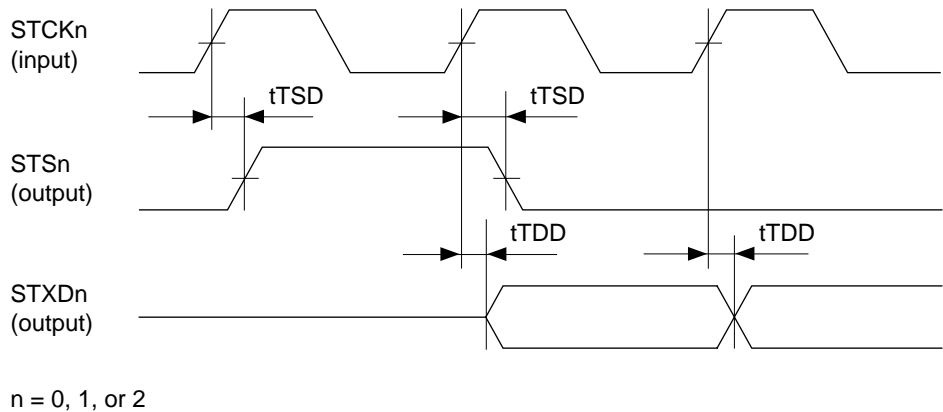 STCKn
(input)
tTSD
tTSD
STSn
(output)
tTDD
tTDD
STXDn
(output)
n = 0, 1, or 2